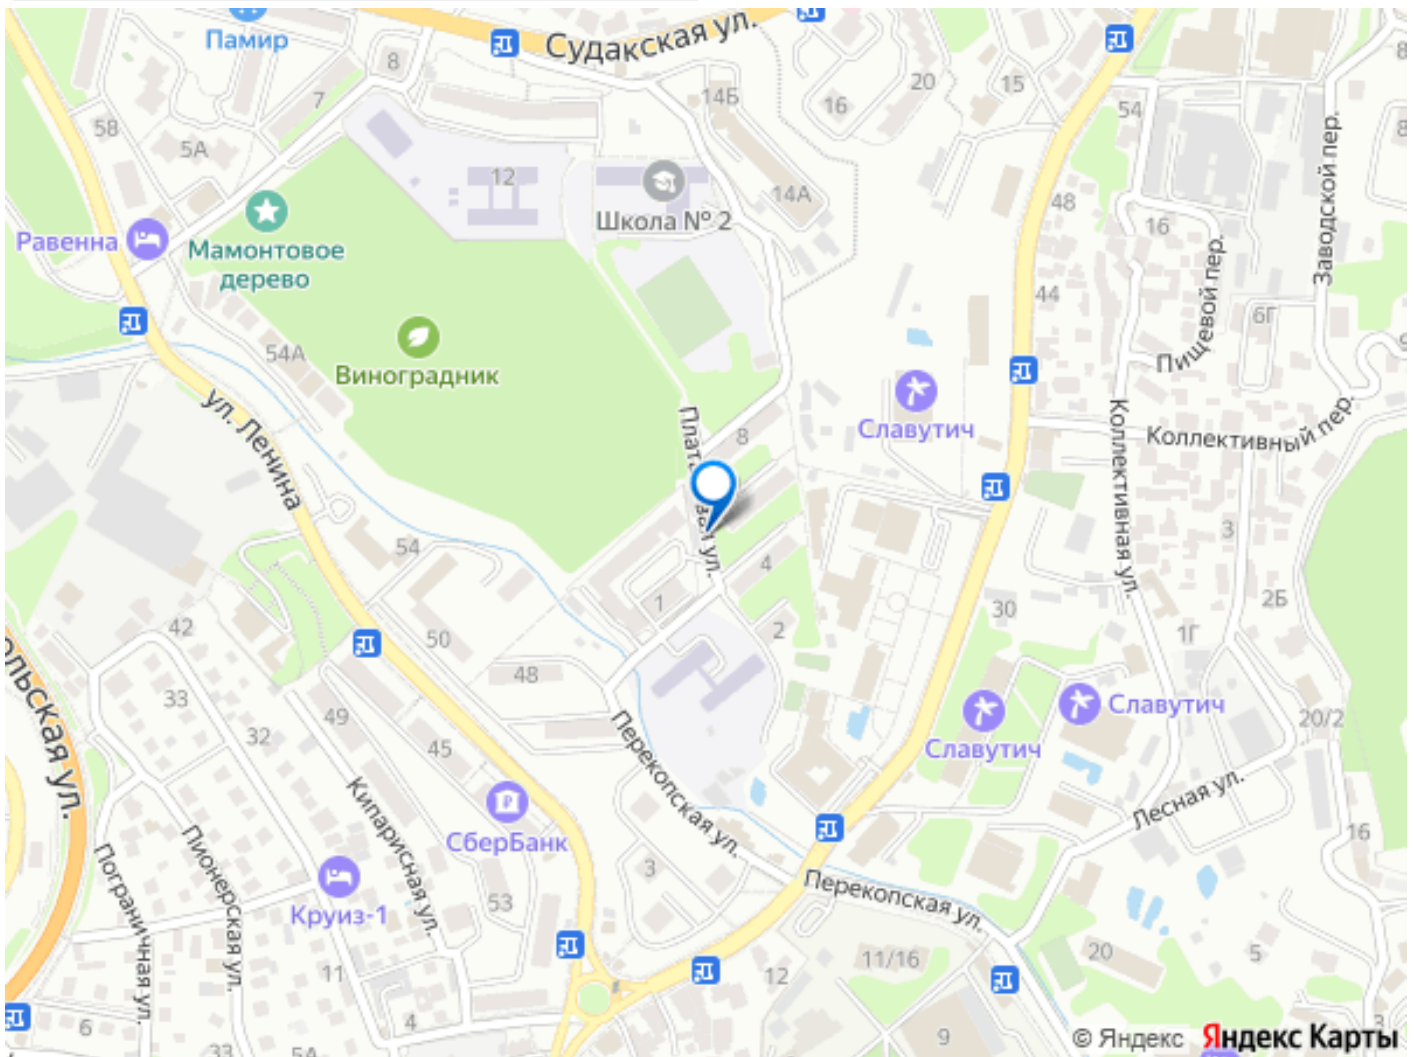 Памир
Судакская ул.
8
7
58
5А
12
14Б
16
20
15
54
Школа № 2
14А
48
16
Заводской пер.
Равенна
Мамонтовое
дерево
44
Пищевой пер.
6Г
54А
Виноградник
ул. Ленина
8
Славутич
Коллективный пер.
Коллективная ул.
3
54
4
1
2
30
2Б
1Г
42
50
48
33
32
49
45
Славутич
Славутич
20/2
Перекопская ул.
Кипарисная ул.
СберБанк
Лесная ул.
16
Пионерская ул.
Пограничная ул.
Круиз-1
53
3
Перекопская ул.
11
12
11/16
20
5
6
4
5А
9
3
© Яндекс
Яндекс Карты